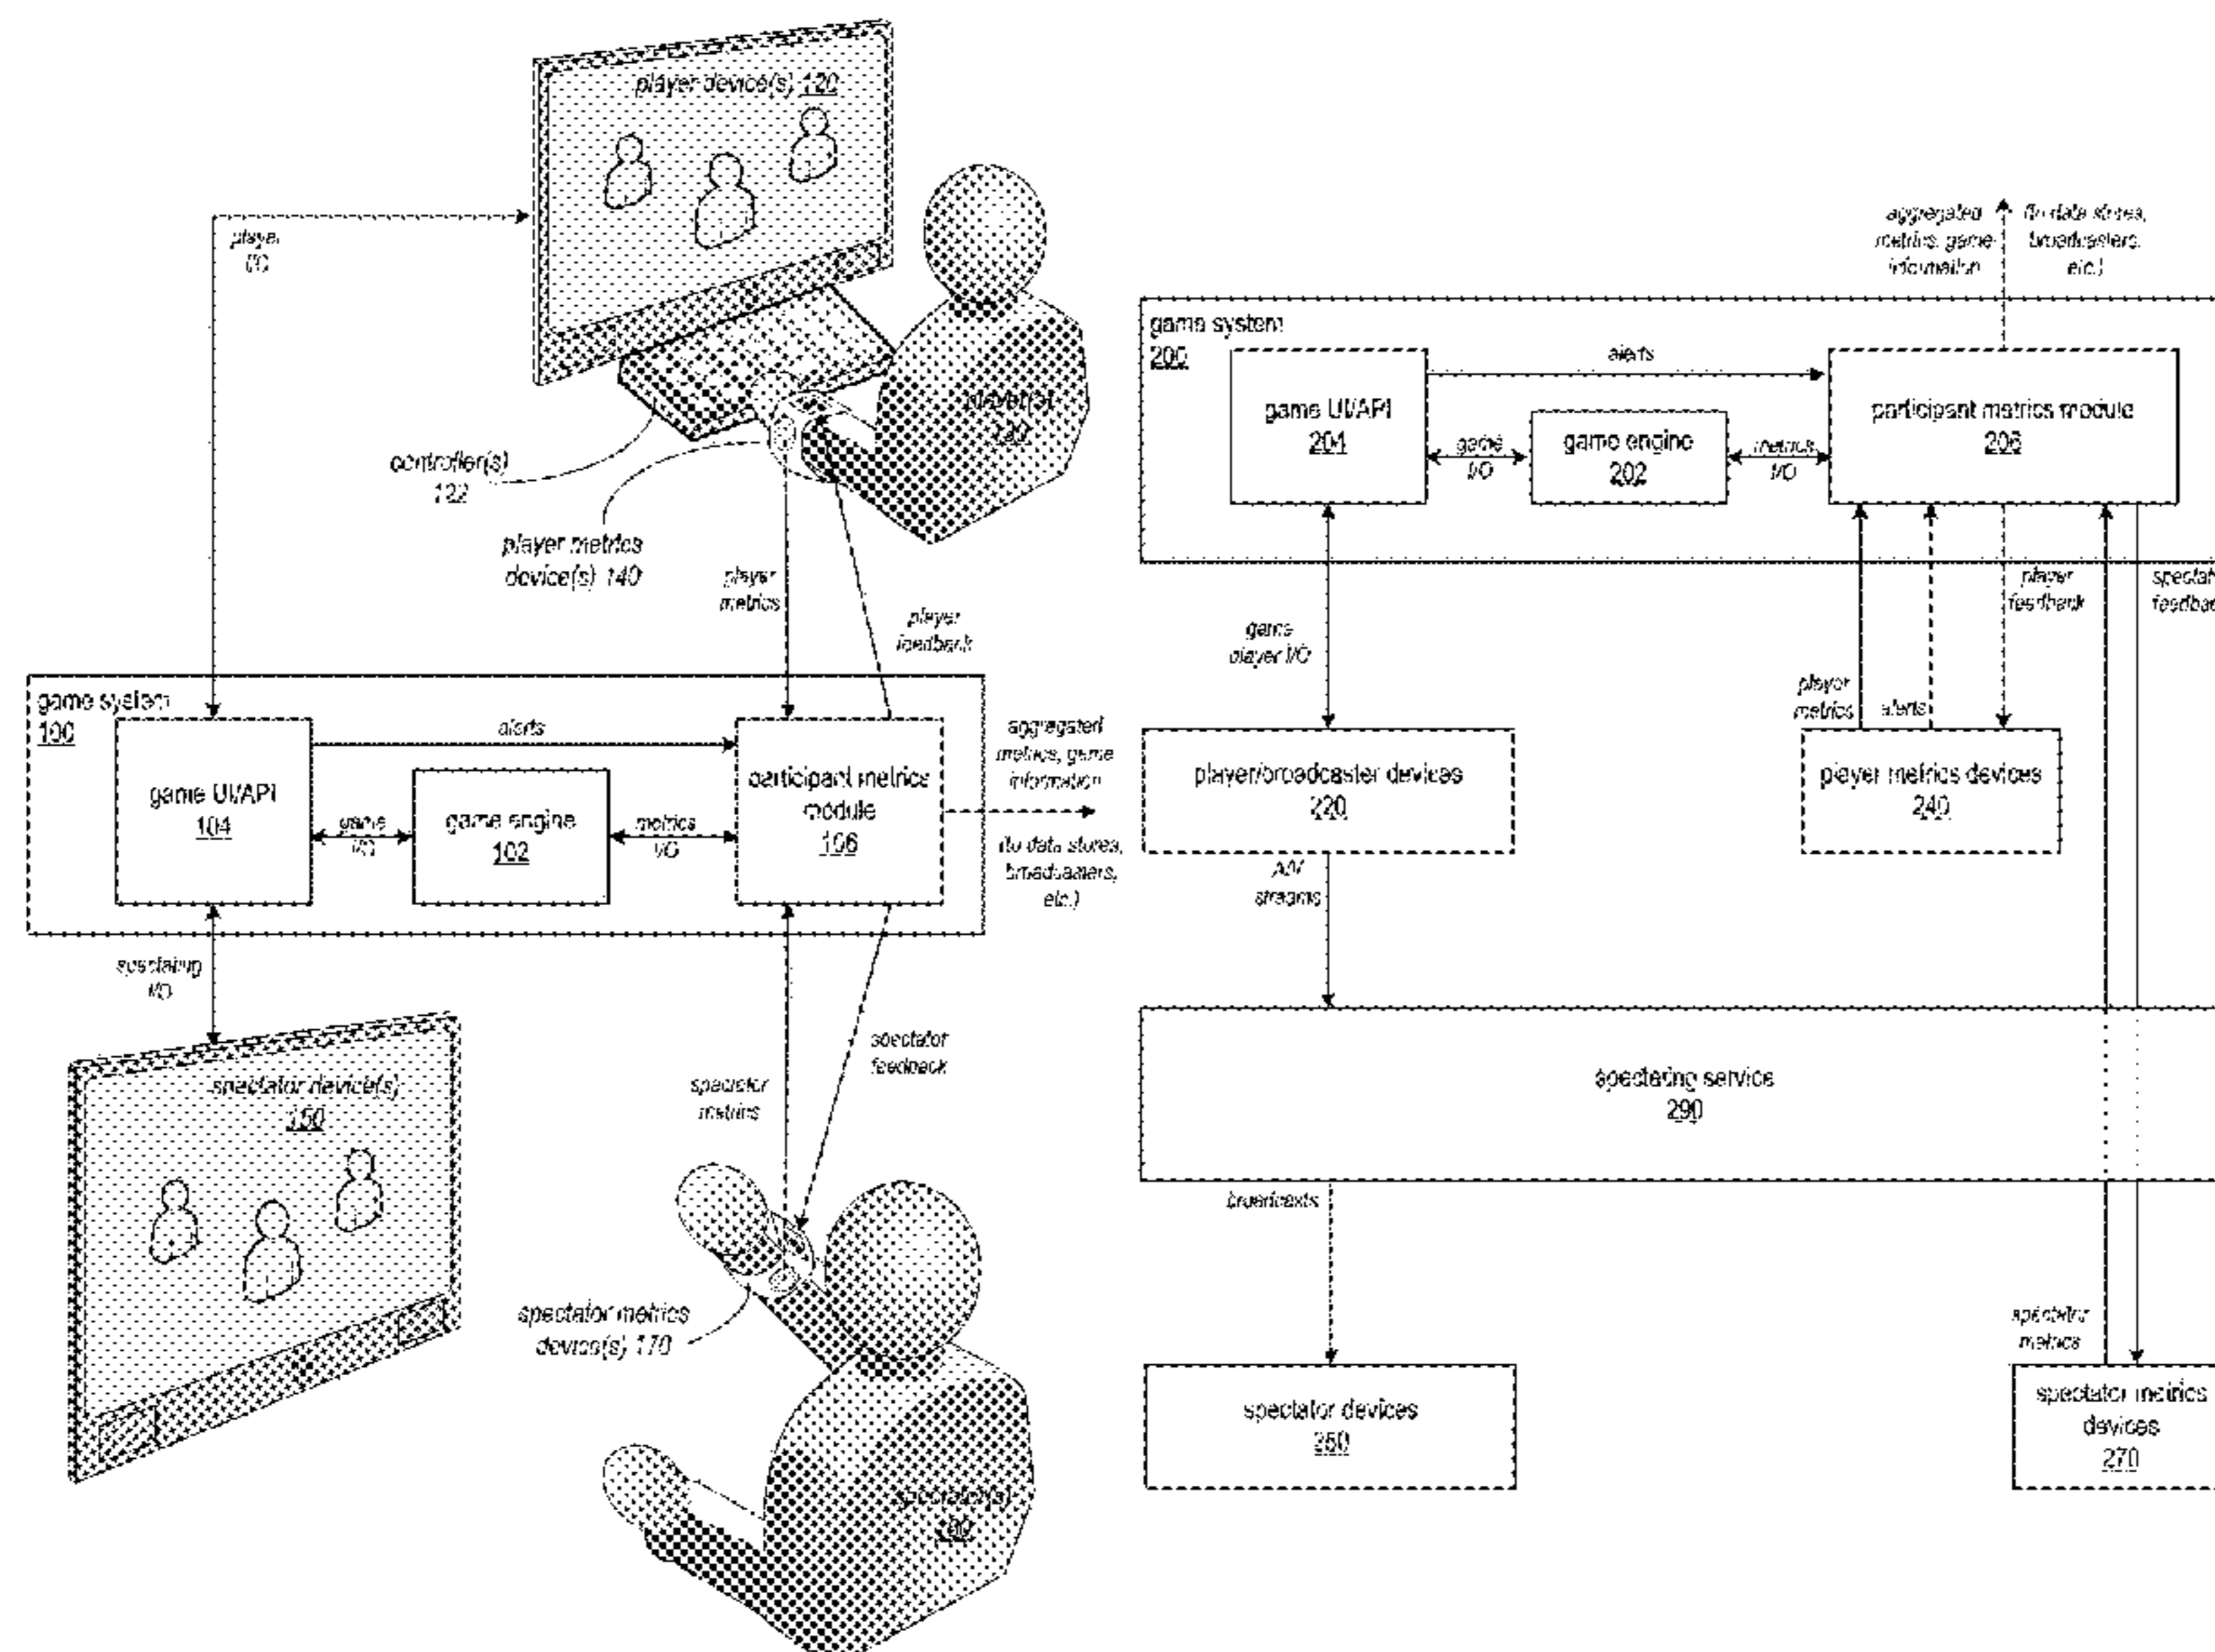 player device(s) 120
player
I/O
controller(s)
122
player metrics
device(s) 140
player
metrics
player
feedback
game system
100
game UI/API
104
alerts
game
I/O
game engine
102
metrics
I/O
participant metrics
module
106
aggregated
metrics, game
information
(to data stores,
broadcasters,
etc.)
spectating
I/O
spectator device(s)
150
spectator
metrics
spectator
feedback
spectator metrics
device(s) 170
spectator(s)
aggregated
metrics, game
information
(to data stores,
broadcasters,
etc.)
game system
200
game UI/API
204
alerts
game
I/O
game engine
202
metrics
I/O
participant metrics module
206
game
player I/O
player
metrics
alerts
player
feedback
feedback
player/broadcaster devices
220
player metrics devices
240
A/V
streams
spectating service
290
broadcasts
spectator
metrics
spectator devices
spectator metrics
devices
270